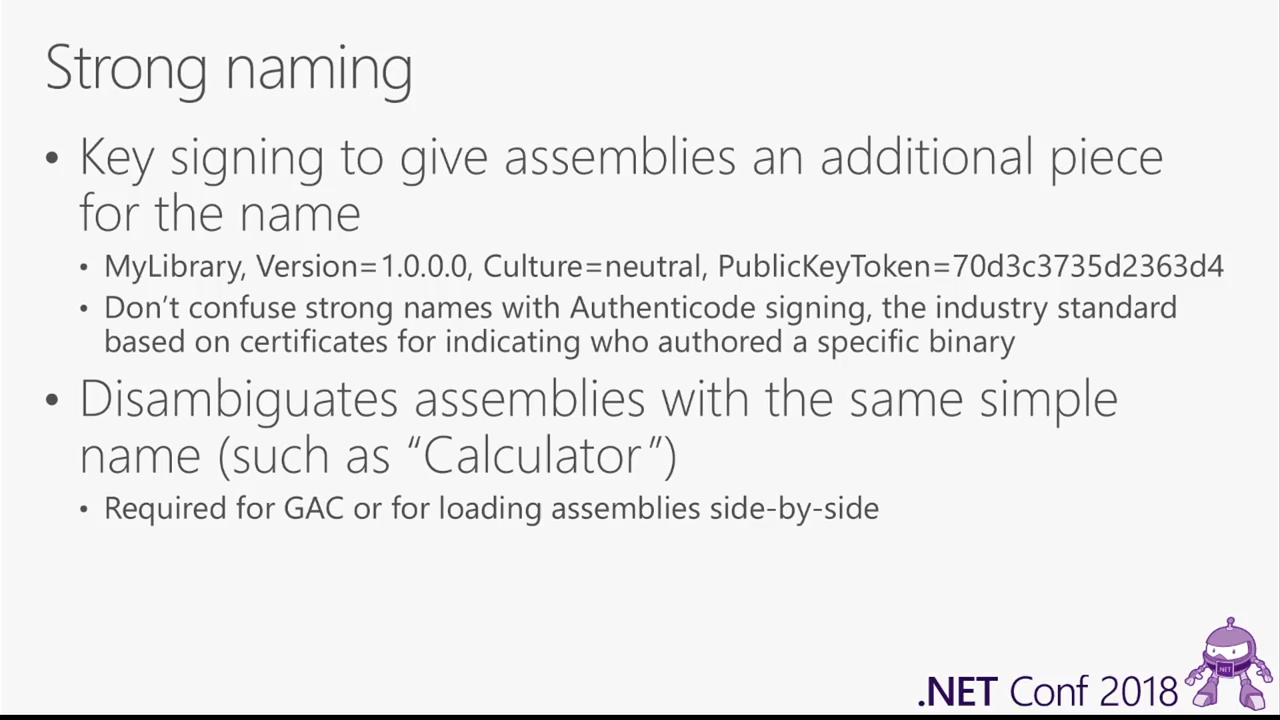 Strong naming
• Key signing to give assemblies an additional piece
for the name
• MyLibrary, Version=1.0.0.0, Culture=neutral, PublicKeyToken=70d3c3735d2363d4
• Don’t confuse strong names with Authenticode signing, the industry standard
based on certificates for indicating who authored a specific binary
• Disambiguates assemblies with the same simple
name (such as “Calculator”)
• Required for GAC or for loading assemblies side-by-side
.NET Conf 2018
.NET